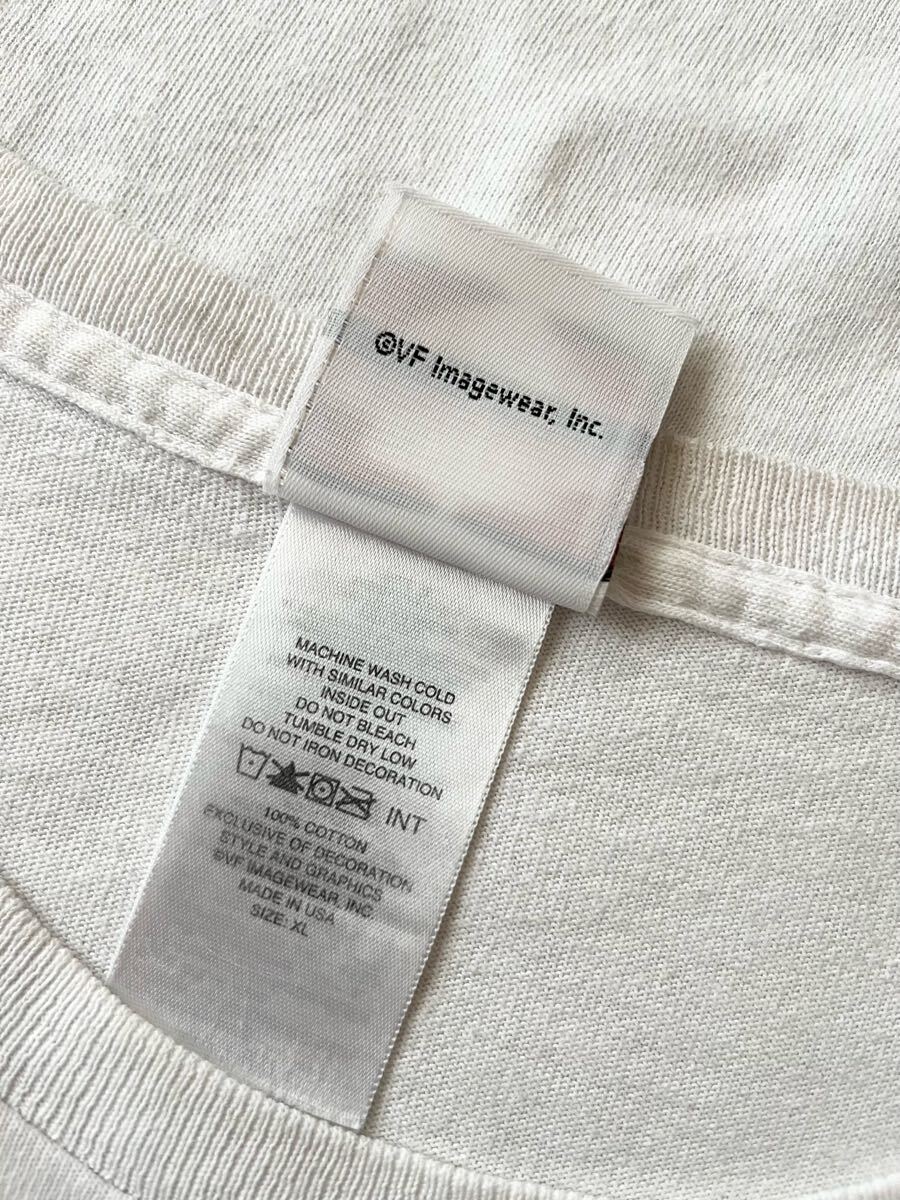 ©VF Imagewear, Inc.
MACHINE WASH COLD
WITH SIMILAR COLORS
INSIDE OUT
DO NOT BLEACH
TUMBLE DRY LOW
DO NOT IRON DECORATION
INT
100% COTTON
EXCLUSIVE OF DECORATION
STYLE AND GRAPHICS
©VF IMAGEWEAR, INC
MADE IN USA
SIZE: XL